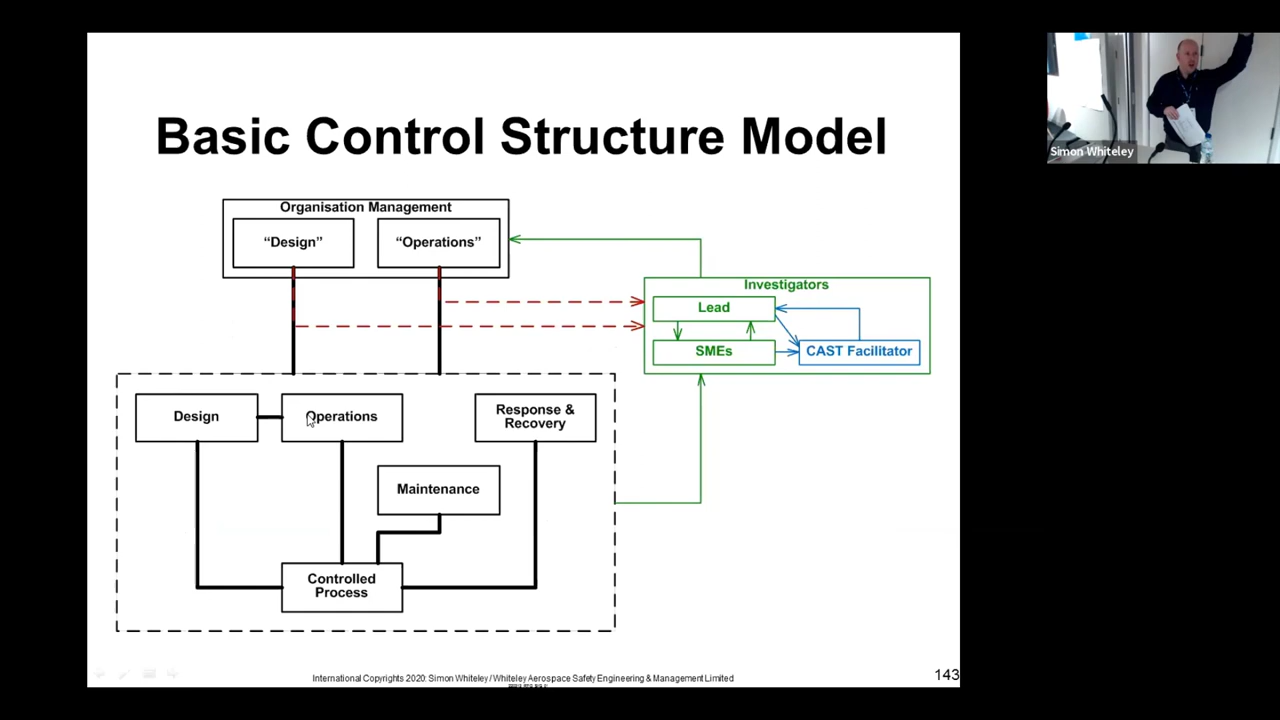 Basic Control Structure Model
Organisation Management
“Design”
“Operations”
Investigators
Lead
SMEs
CAST Facilitator
Design
Operations
Response &
Recovery
Maintenance
Controlled
Process
International Copyrights 2020: Simon Whiteley / Whiteley Aerospace Safety Engineering & Management Limited
143
Simon Whiteley